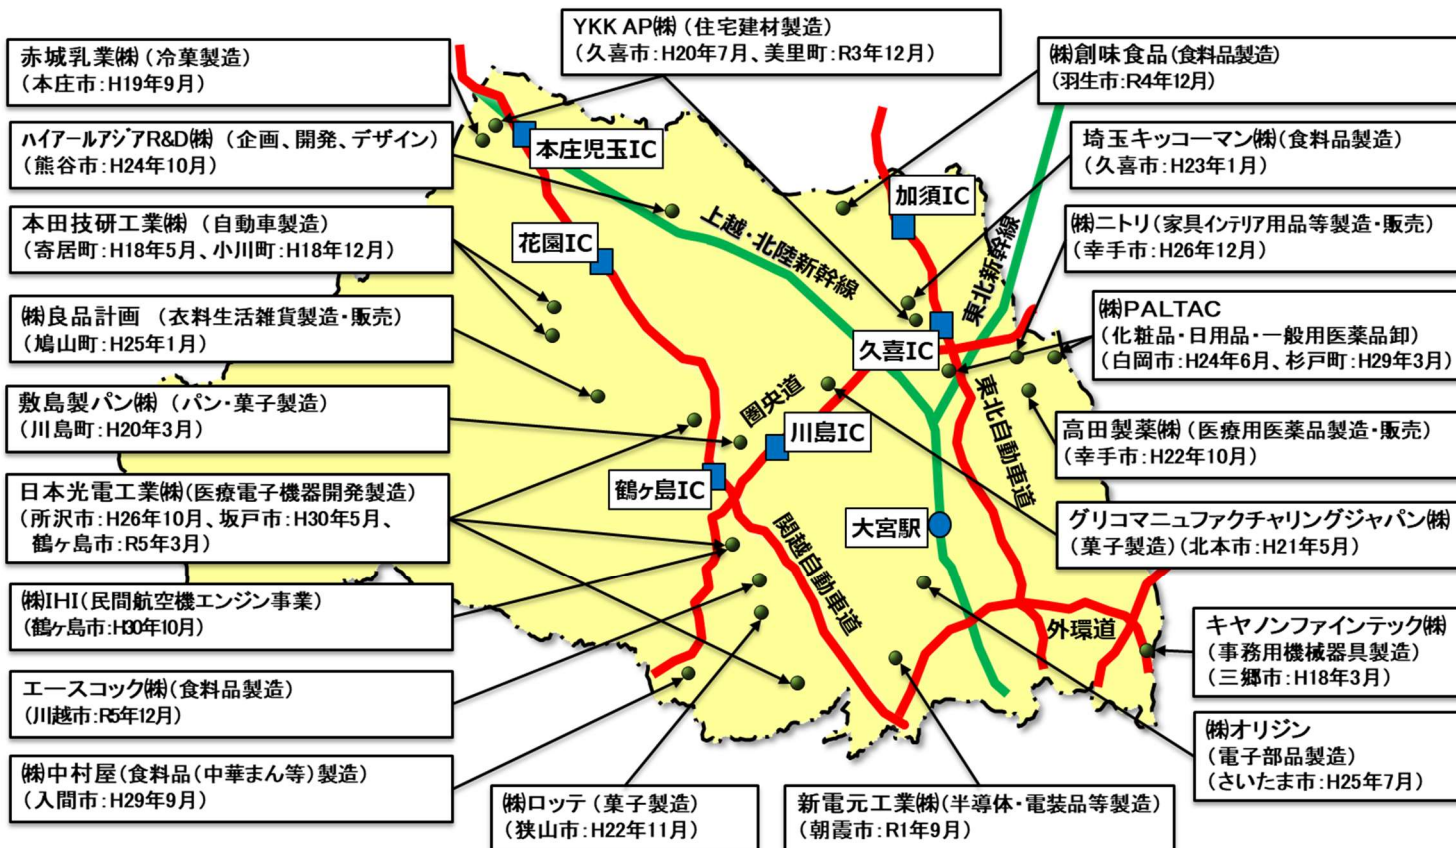 YKK AP㈱（住宅建材製造）
（久喜市：H20年7月、美里町：R3年12月）
赤城乳業㈱（冷菓製造）
（本庄市：H19年9月）
ﾊｲｱｰﾙｱｼﾞｱR&D㈱（企画、開発、デザイン）
（熊谷市：H24年10月）
本田技研工業㈱（自動車製造）
（寄居町：H18年5月、小川町：H18年12月）
㈱良品計画（衣料生活雑貨製造・販売）
（鳩山町：H25年1月）
敷島製パン㈱（パン・菓子製造）
（川島町：H20年3月）
日本光電工業㈱（医療電子機器開発製造）
（所沢市：H26年10月、坂戸市：H30年5月、
鶴ヶ島市：R5年3月）
㈱IHI（民間航空機エンジン事業）
（鶴ヶ島市：H30年10月）
エースコック㈱（食料品製造）
（川越市：R5年12月）
㈱中村屋（食料品（中華まん等）製造）
（入間市：H29年9月）
㈱ロッテ（菓子製造）
（狭山市：H22年11月）
新電元工業㈱（半導体・電装品等製造）
（朝霞市：R1年9月）
㈱創味食品（食料品製造）
（羽生市：R4年12月）
埼玉キッコーマン㈱（食料品製造）
（久喜市：H23年1月）
㈱ニトリ（家具ｲﾝﾃﾘｱ用品等製造・販売）
（幸手市：H26年12月）
㈱PALTAC
（化粧品・日用品・一般用医薬品卸）
（白岡市：H24年6月、杉戸町：H29年3月）
高田製薬㈱（医療用医薬品製造・販売）
（幸手市：H22年10月）
グリコマニュファクチャリングジャパン㈱
（菓子製造）（北本市：H21年5月）
キヤノンファインテック㈱
（事務用機械器具製造）
（三郷市：H18年3月）
㈱オリジン
（電子部品製造）
（さいたま市：H25年7月）
本庄児玉IC
花園IC
加須IC
久喜IC
川島IC
鶴ヶ島IC
大宮駅
上越・北陸新幹線
東北新幹線
圏央道
東北自動車道
関越自動車道
外環道